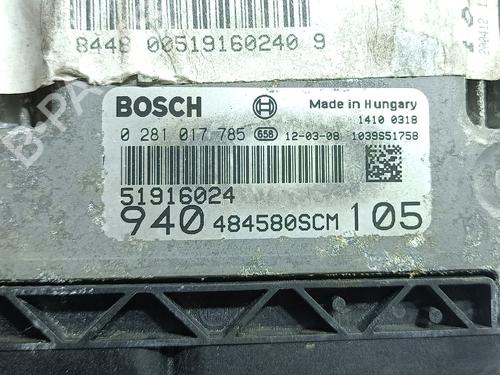 8448 00519160240 9
BOSCH
Made in Hungary
1410 0318
0 281 017 785 658 12-03-08 1039S51758
51916024
940 484580SCM 105